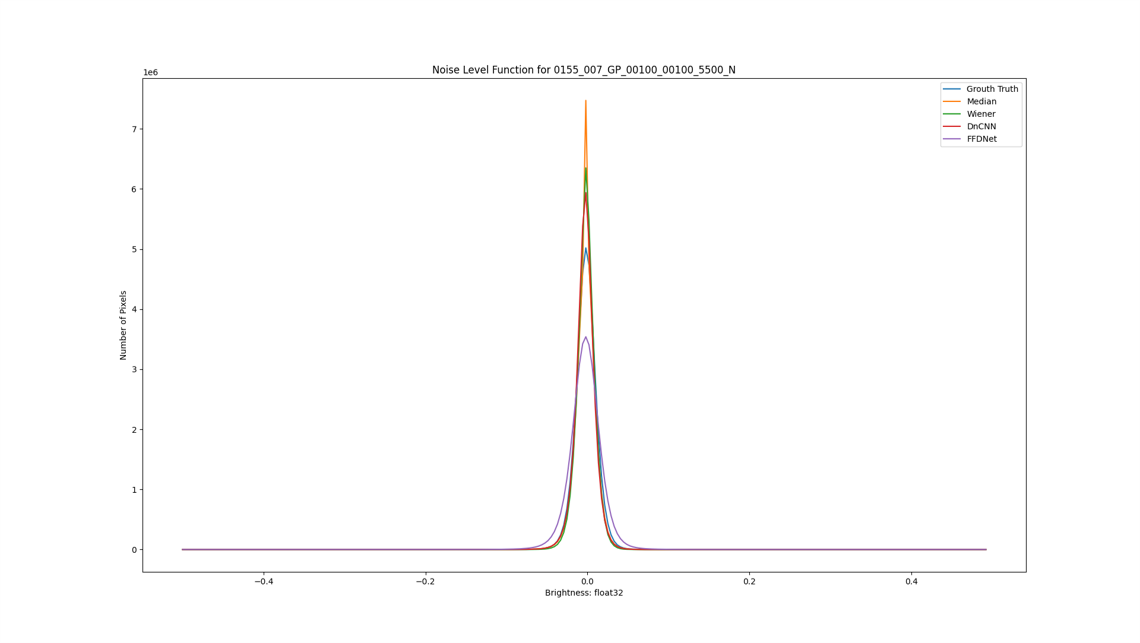 Noise Level Function for 0155_007_GP_00100_00100_5500_N
1e6
Grouth Truth
Median
Wiener
DnCNN
FFDNet
7
6
5
4
3
2
1
0
Number of Pixels
−0.4 −0.2 0.0 0.2 0.4
Brightness: float32